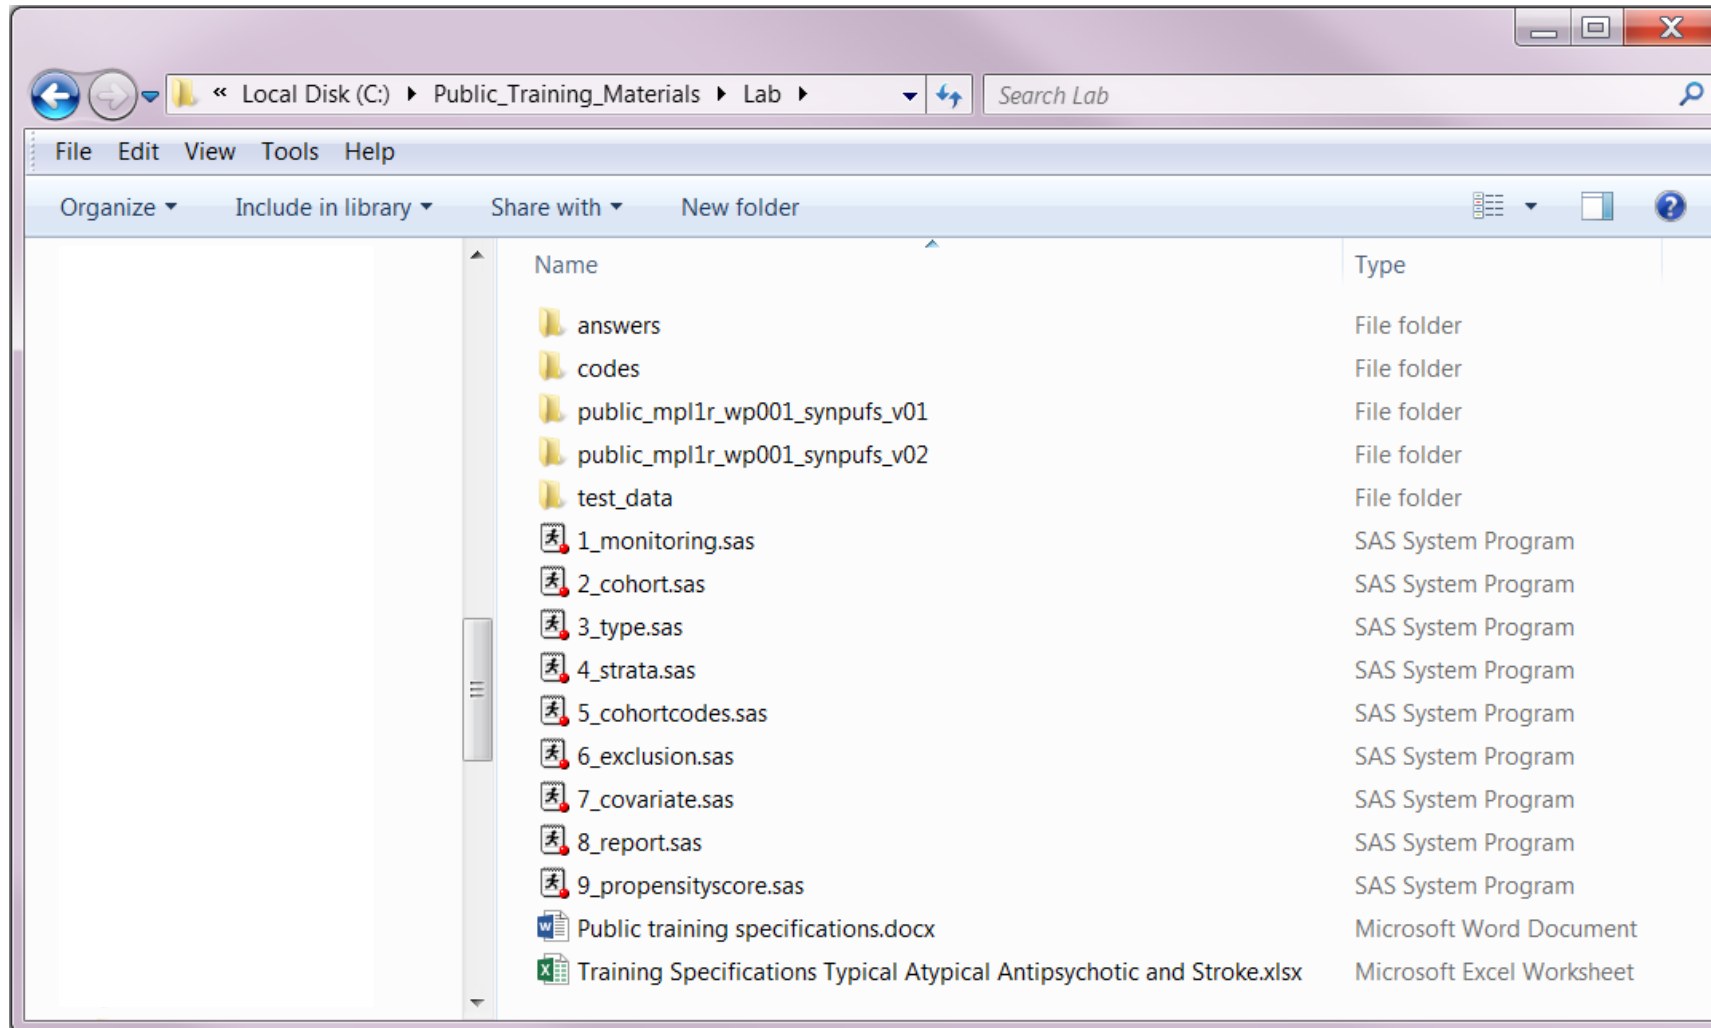 « Local Disk (C:) Public_Training_Materials Lab Search Lab
File Edit View Tools Help
Organize Include in library Share with New folder ?
Name Type
answers File folder
codes File folder
public_mpl1r_wp001_synpufs_v01 File folder
public_mpl1r_wp001_synpufs_v02 File folder
test_data File folder
1_monitoring.sas SAS System Program
2_cohort.sas SAS System Program
3_type.sas SAS System Program
4_strata.sas SAS System Program
5_cohortcodes.sas SAS System Program
6_exclusion.sas SAS System Program
7_covariate.sas SAS System Program
8_report.sas SAS System Program
9_propensityscore.sas SAS System Program
Public training specifications.docx Microsoft Word Document
Training Specifications Typical Atypical Antipsychotic and Stroke.xlsx Microsoft Excel Worksheet